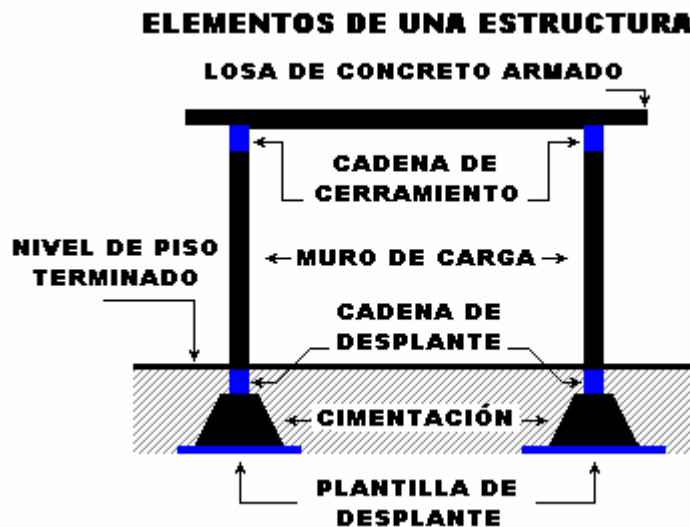 ELEMENTOS DE UNA ESTRUCTURA
LOSA DE CONCRETO ARMADO
CADENA DE
CERRAMIENTO
NIVEL DE PISO
TERMINADO
MURO DE CARGA
CADENA DE
DESPLANTE
CIMENTACIÓN
PLANTILLA DE
DESPLANTE